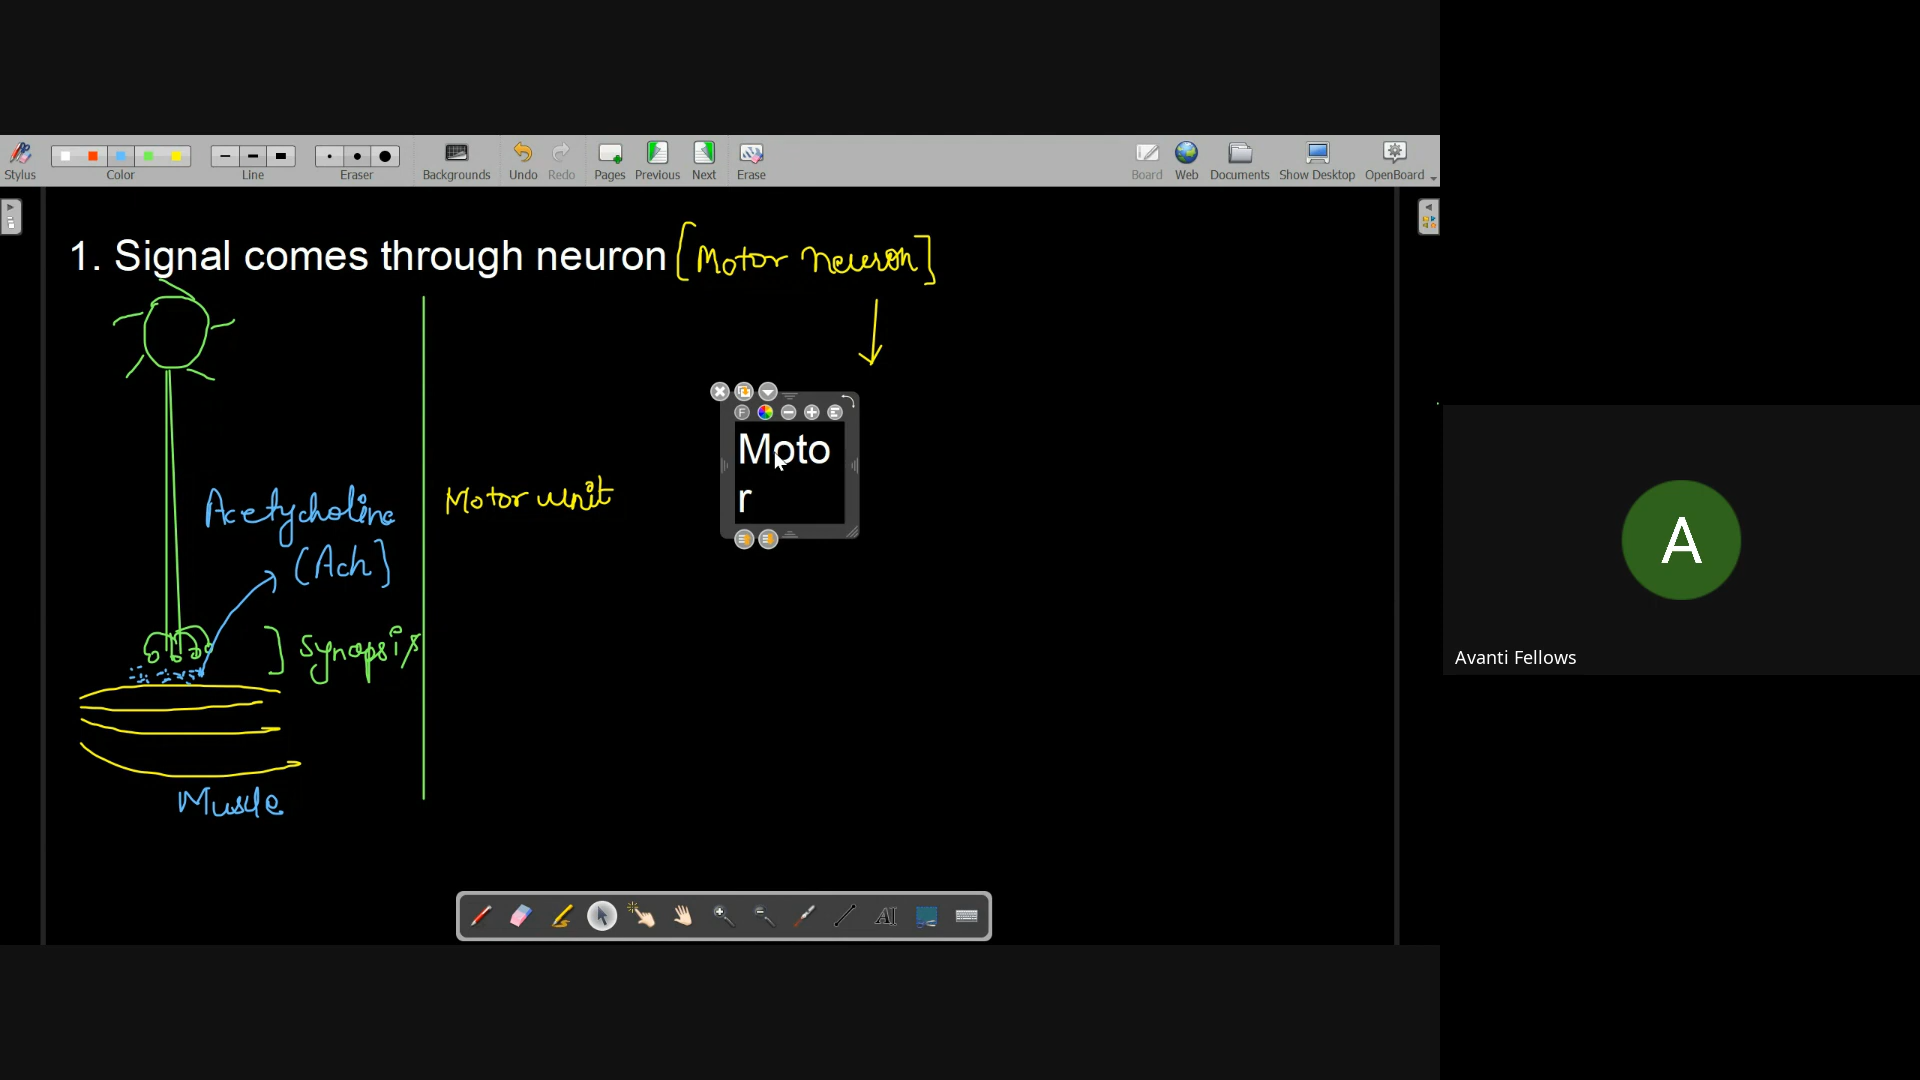 Stylus
Color
Line
Eraser
Backgrounds
Undo
Redo
Pages
Previous
Next
Erase
Board
Web
Documents
Show Desktop
OpenBoard
1. Signal comes through neuron [Motor neuron]
F
Moto
r
Acetycholine
(Ach]
Motor unit
Synapsis
Muscle
AI
A
Avanti Fellows